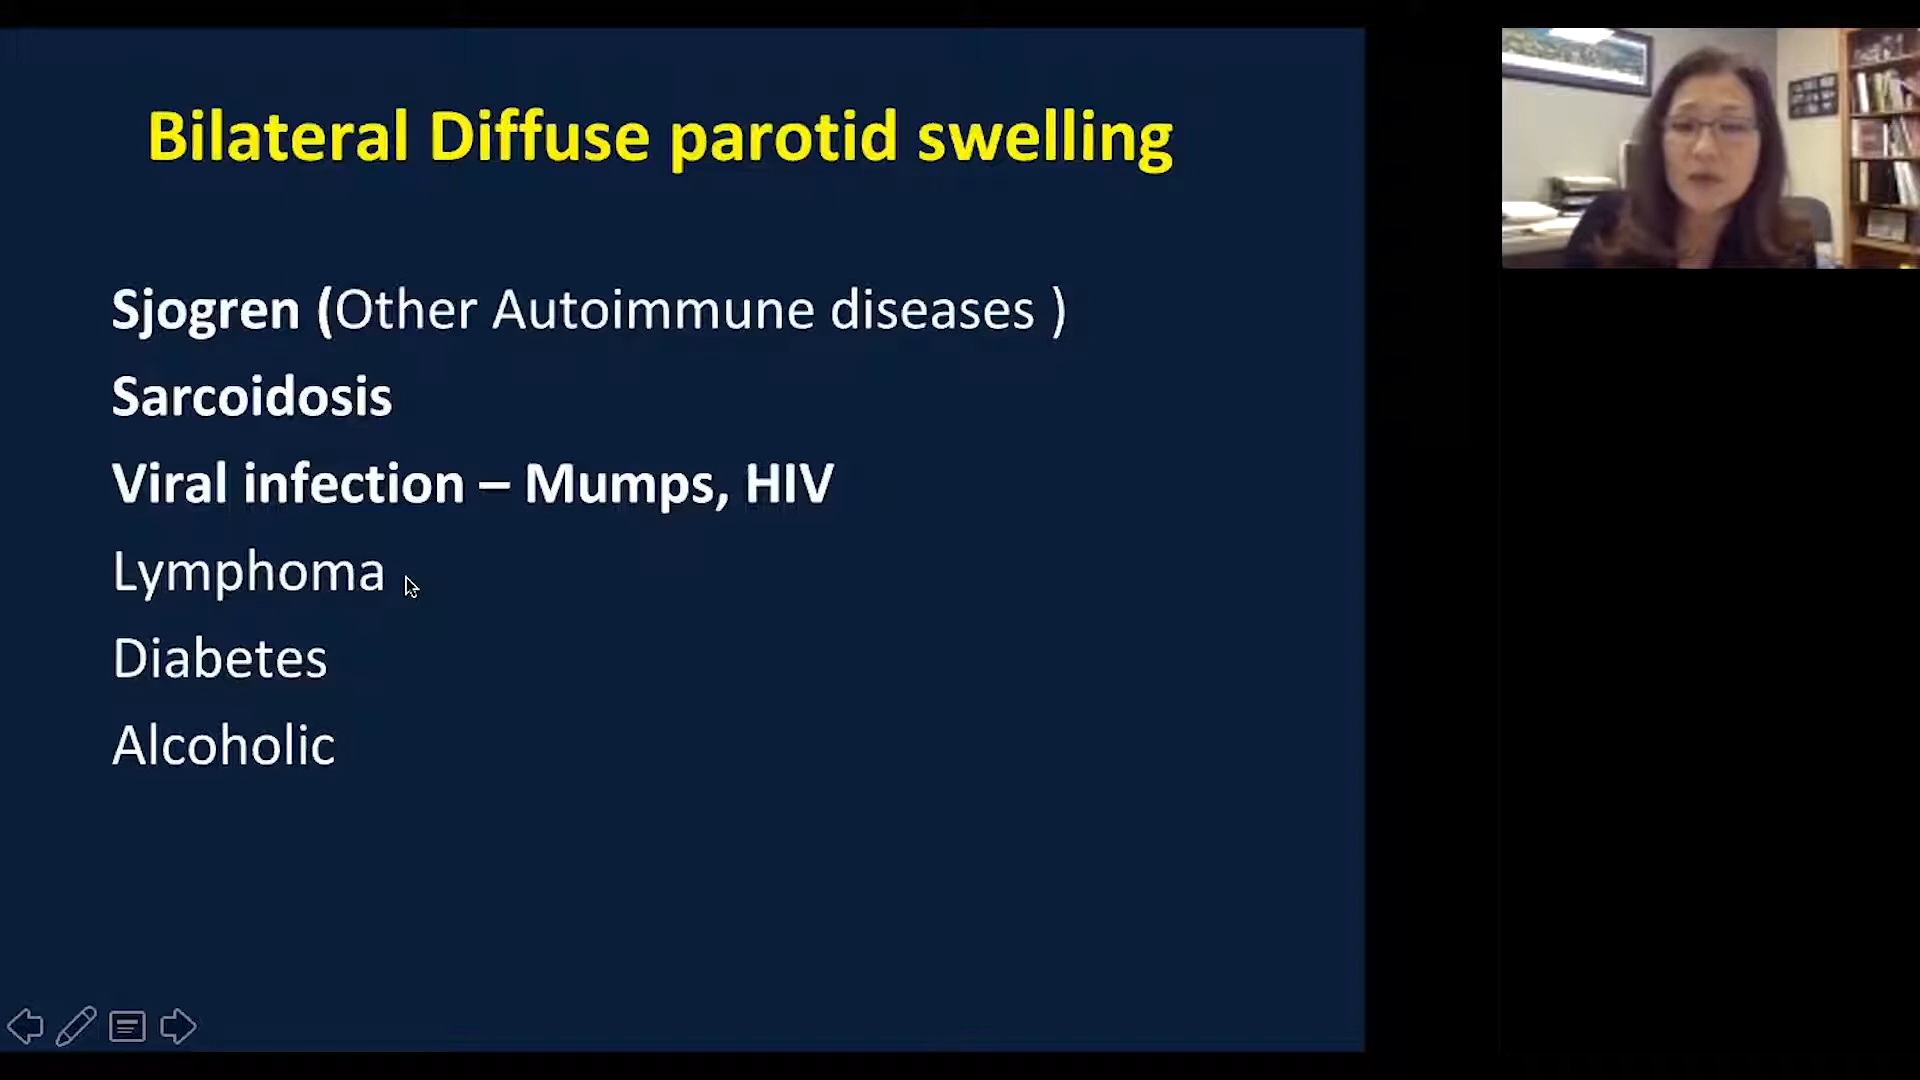 Bilateral Diffuse parotid swelling
Sjogren (Other Autoimmune diseases )
Sarcoidosis
Viral infection – Mumps, HIV
Lymphoma
Diabetes
Alcoholic